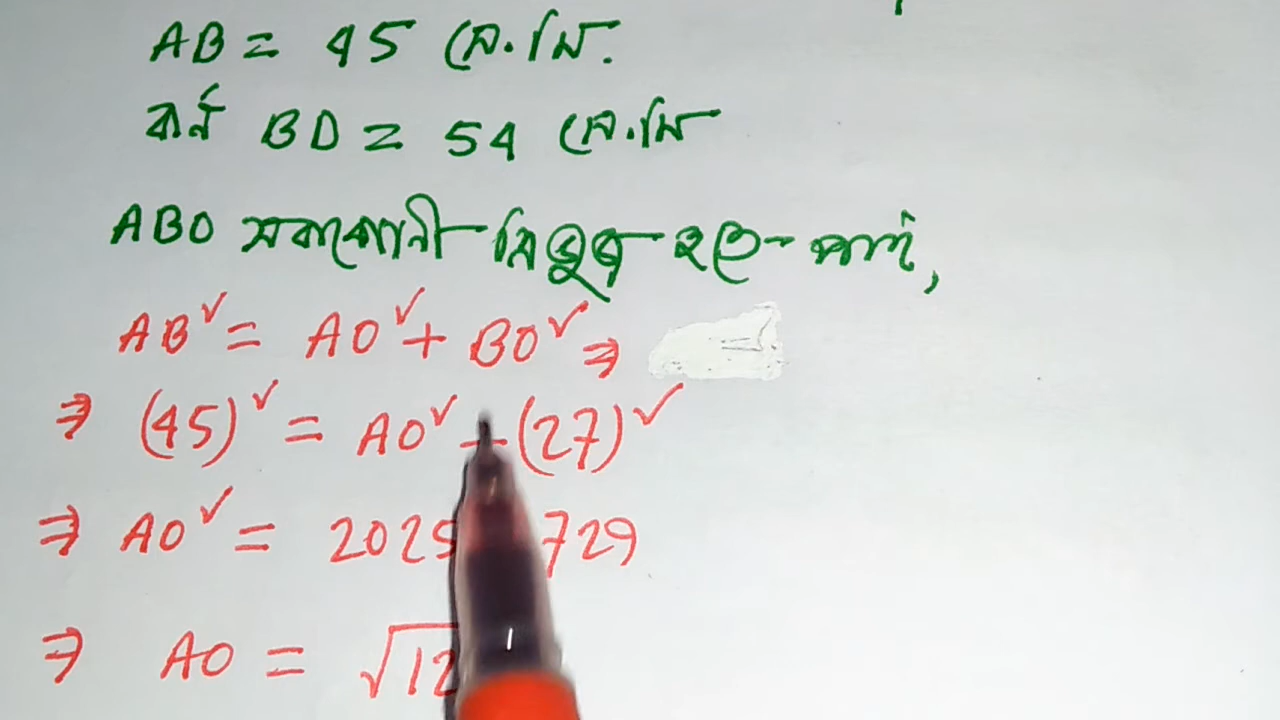 AB = 45 সে.মি.
কর্ন BD = 54 সে.মি
ABO সমকোণী ত্রিভুজ হতে পাই,
AB² = AO² + BO² ⇒
⇒ (45)² = AO² + (27)²
⇒ AO² = 2025 729
⇒ AO = √12